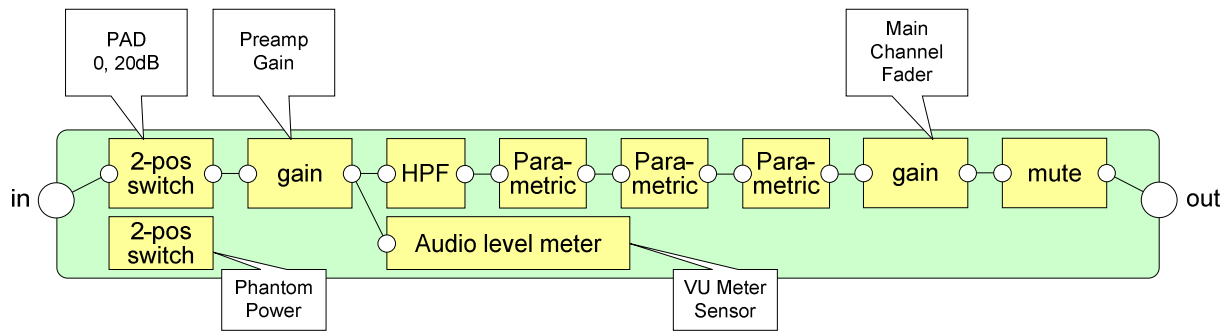 PAD
0, 20dB
Preamp
Gain
Main
Channel
Fader
in
2-pos
switch
gain
HPF
Para-
metric
Para-
metric
Para-
metric
gain
mute
out
2-pos
switch
Audio level meter
Phantom
Power
VU Meter
Sensor